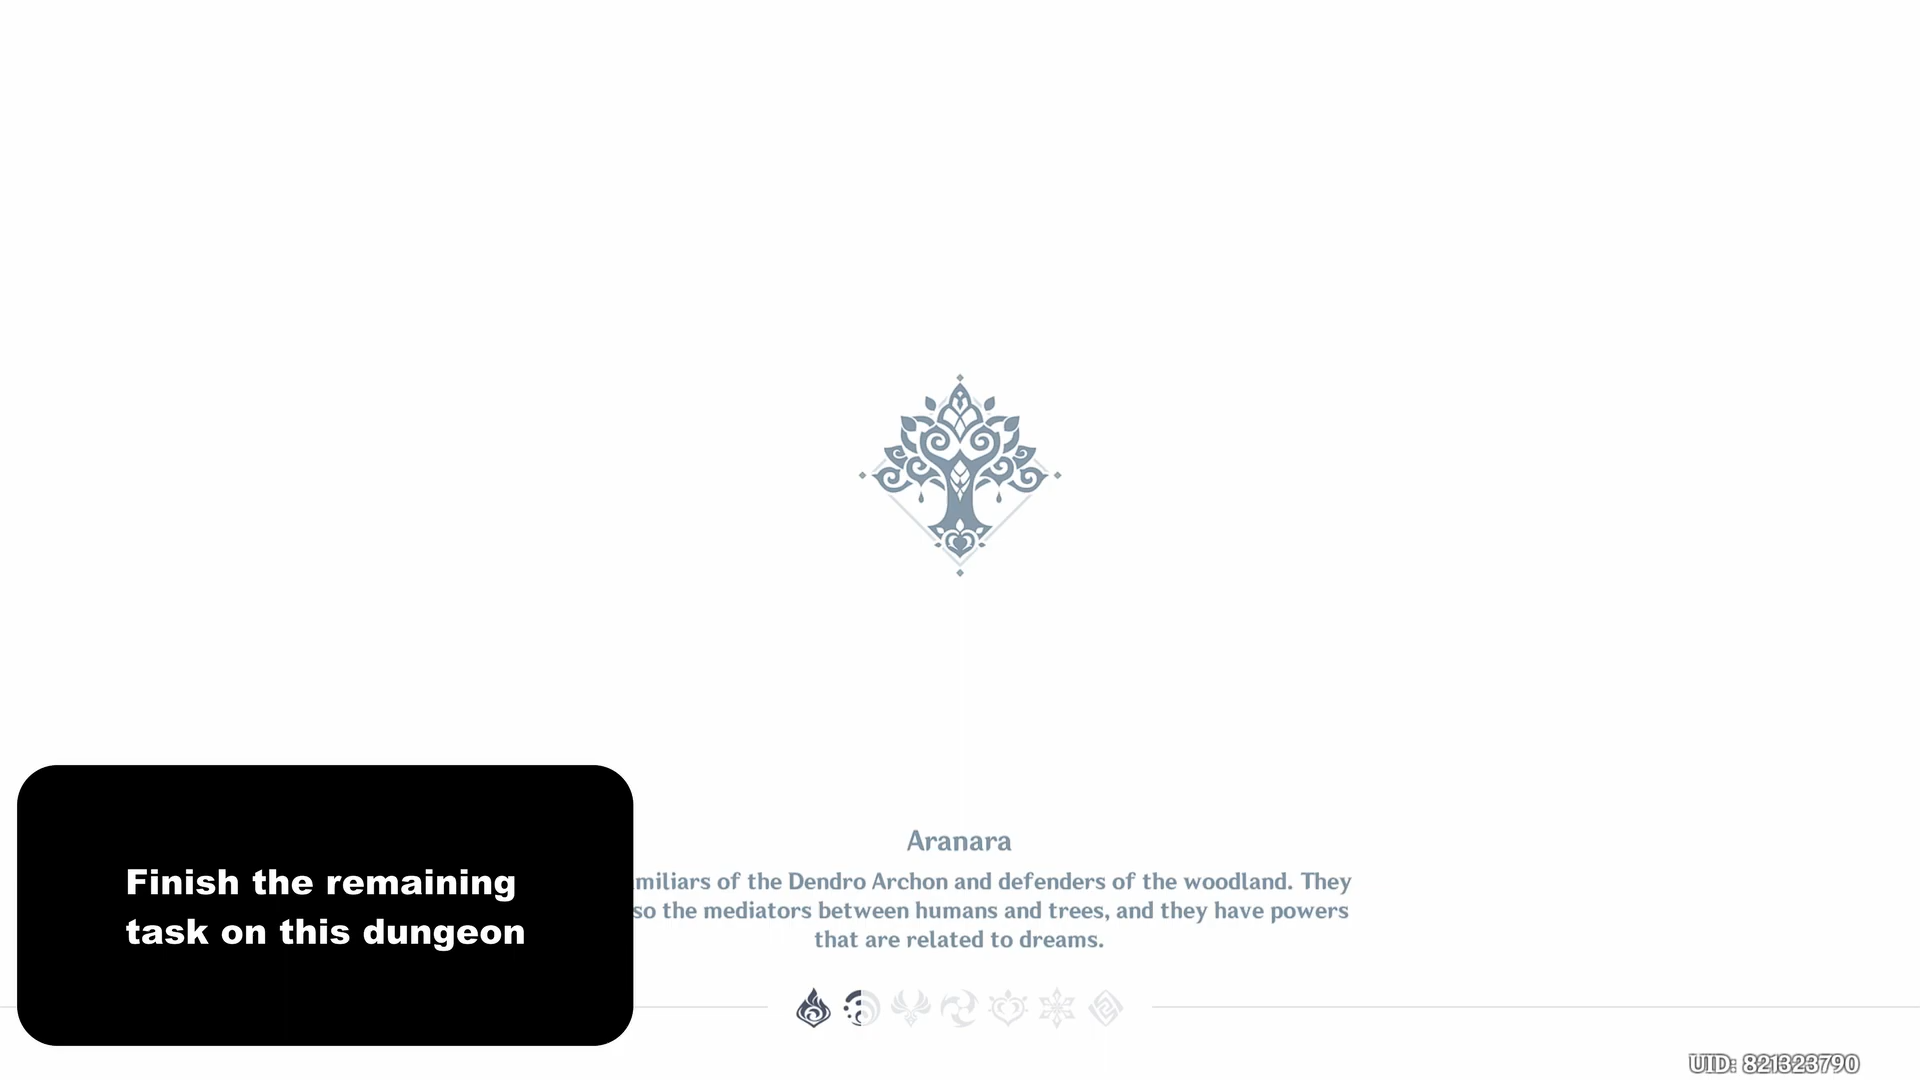 Aranara
miliars of the Dendro Archon and defenders of the woodland. They
so the mediators between humans and trees, and they have powers
that are related to dreams.
Finish the remaining
task on this dungeon
UID: 821323790